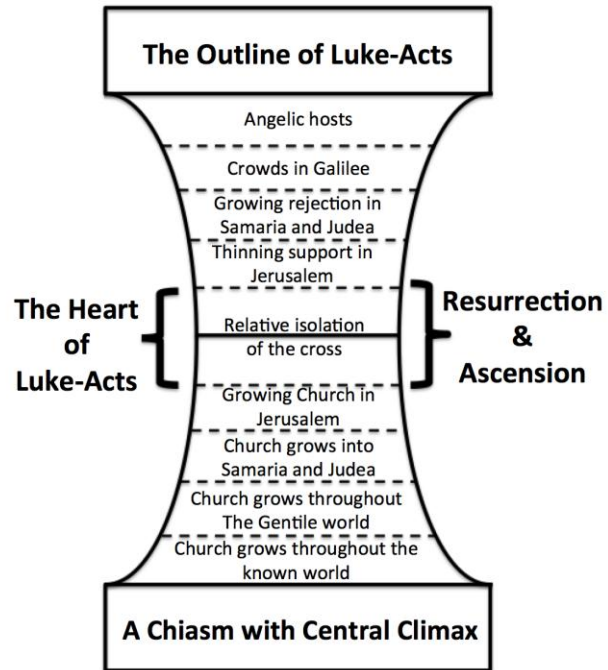 The Outline of Luke-Acts
Angelic hosts
Crowds in Galilee
Growing rejection in
Samaria and Judea
Thinning support in
Jerusalem
The Heart
of
Luke-Acts
Relative isolation
of the cross
Resurrection
&
Ascension
Growing Church in
Jerusalem
Church grows into
Samaria and Judea
Church grows throughout
The Gentile world
Church grows throughout the
known world
A Chiasm with Central Climax